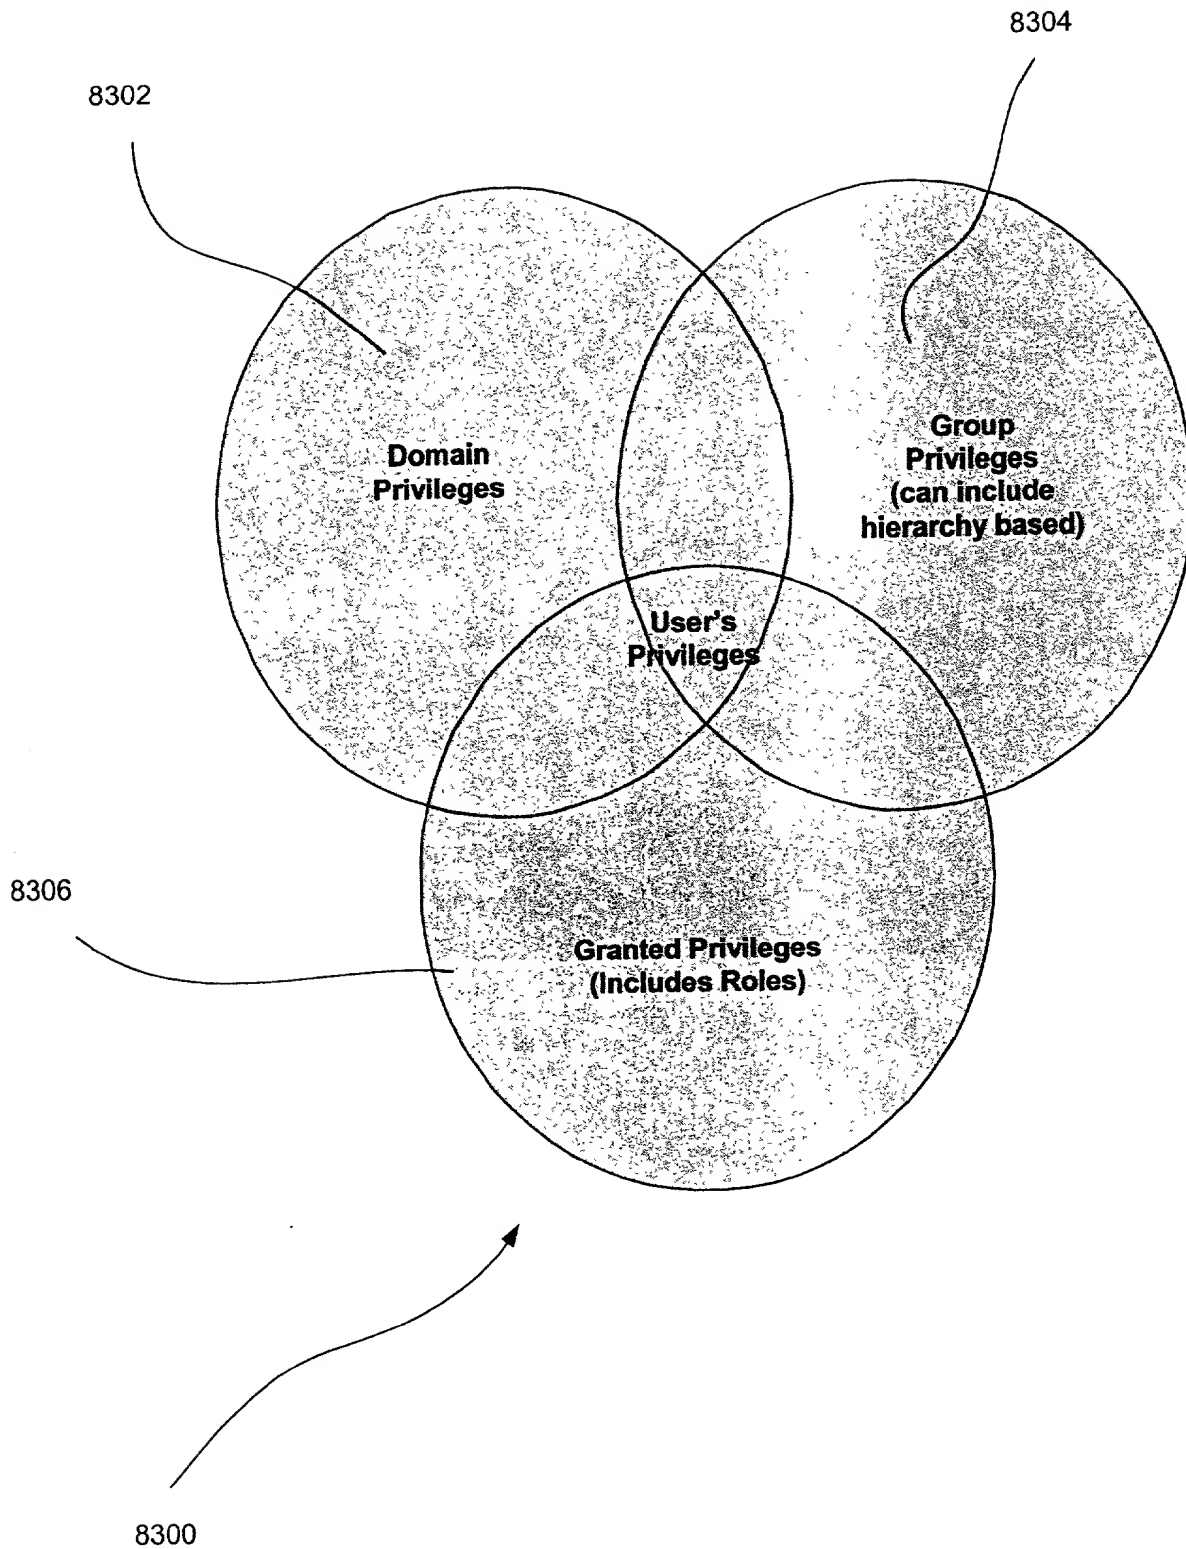 8304
8302
Domain
Privileges
Group
Privileges
(can include
hierarchy based)
User's
Privileges
8306
Granted Privileges
(Includes Roles)
8300